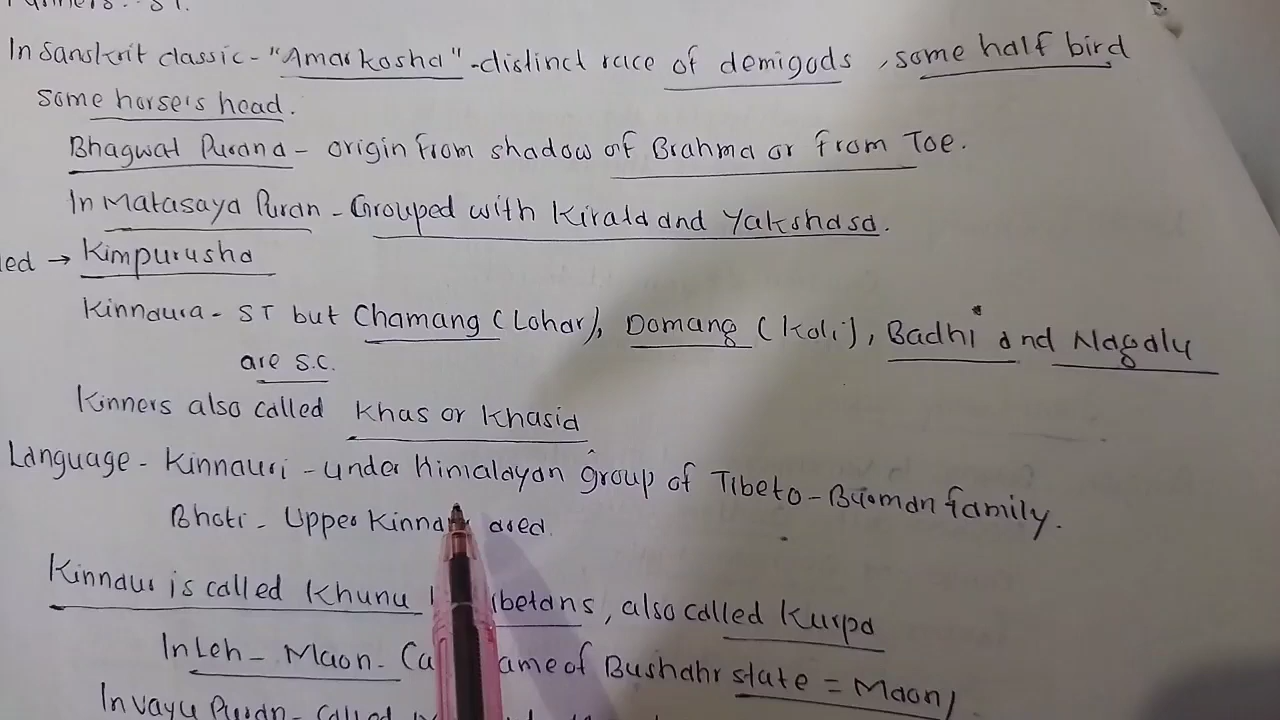 In Sanskrit classic - "Amarkosha" - distinct race of demigods, some half bird
some horse's head.
Bhagwat Purana - origin from shadow of Brahma or from Toe.
In Matasaya Puran - Grouped with Kirata and Yakshasa.
→ Kimpurusha
Kinnaura - ST but Chamang (Lohar), Domang (Koli), Badhi and Nagalu
are S.C.
Kinners also called Khas or Khasia
Language - Kinnauri - under Himalayan group of Tibeto - Burman family.
Bhoti - Upper Kinnaur area.
Kinnaur is called Khunu Tibetans, also called Kurpa
In Leh - Maon - name of Bushahr state = Maon)
In vayu Puran - called